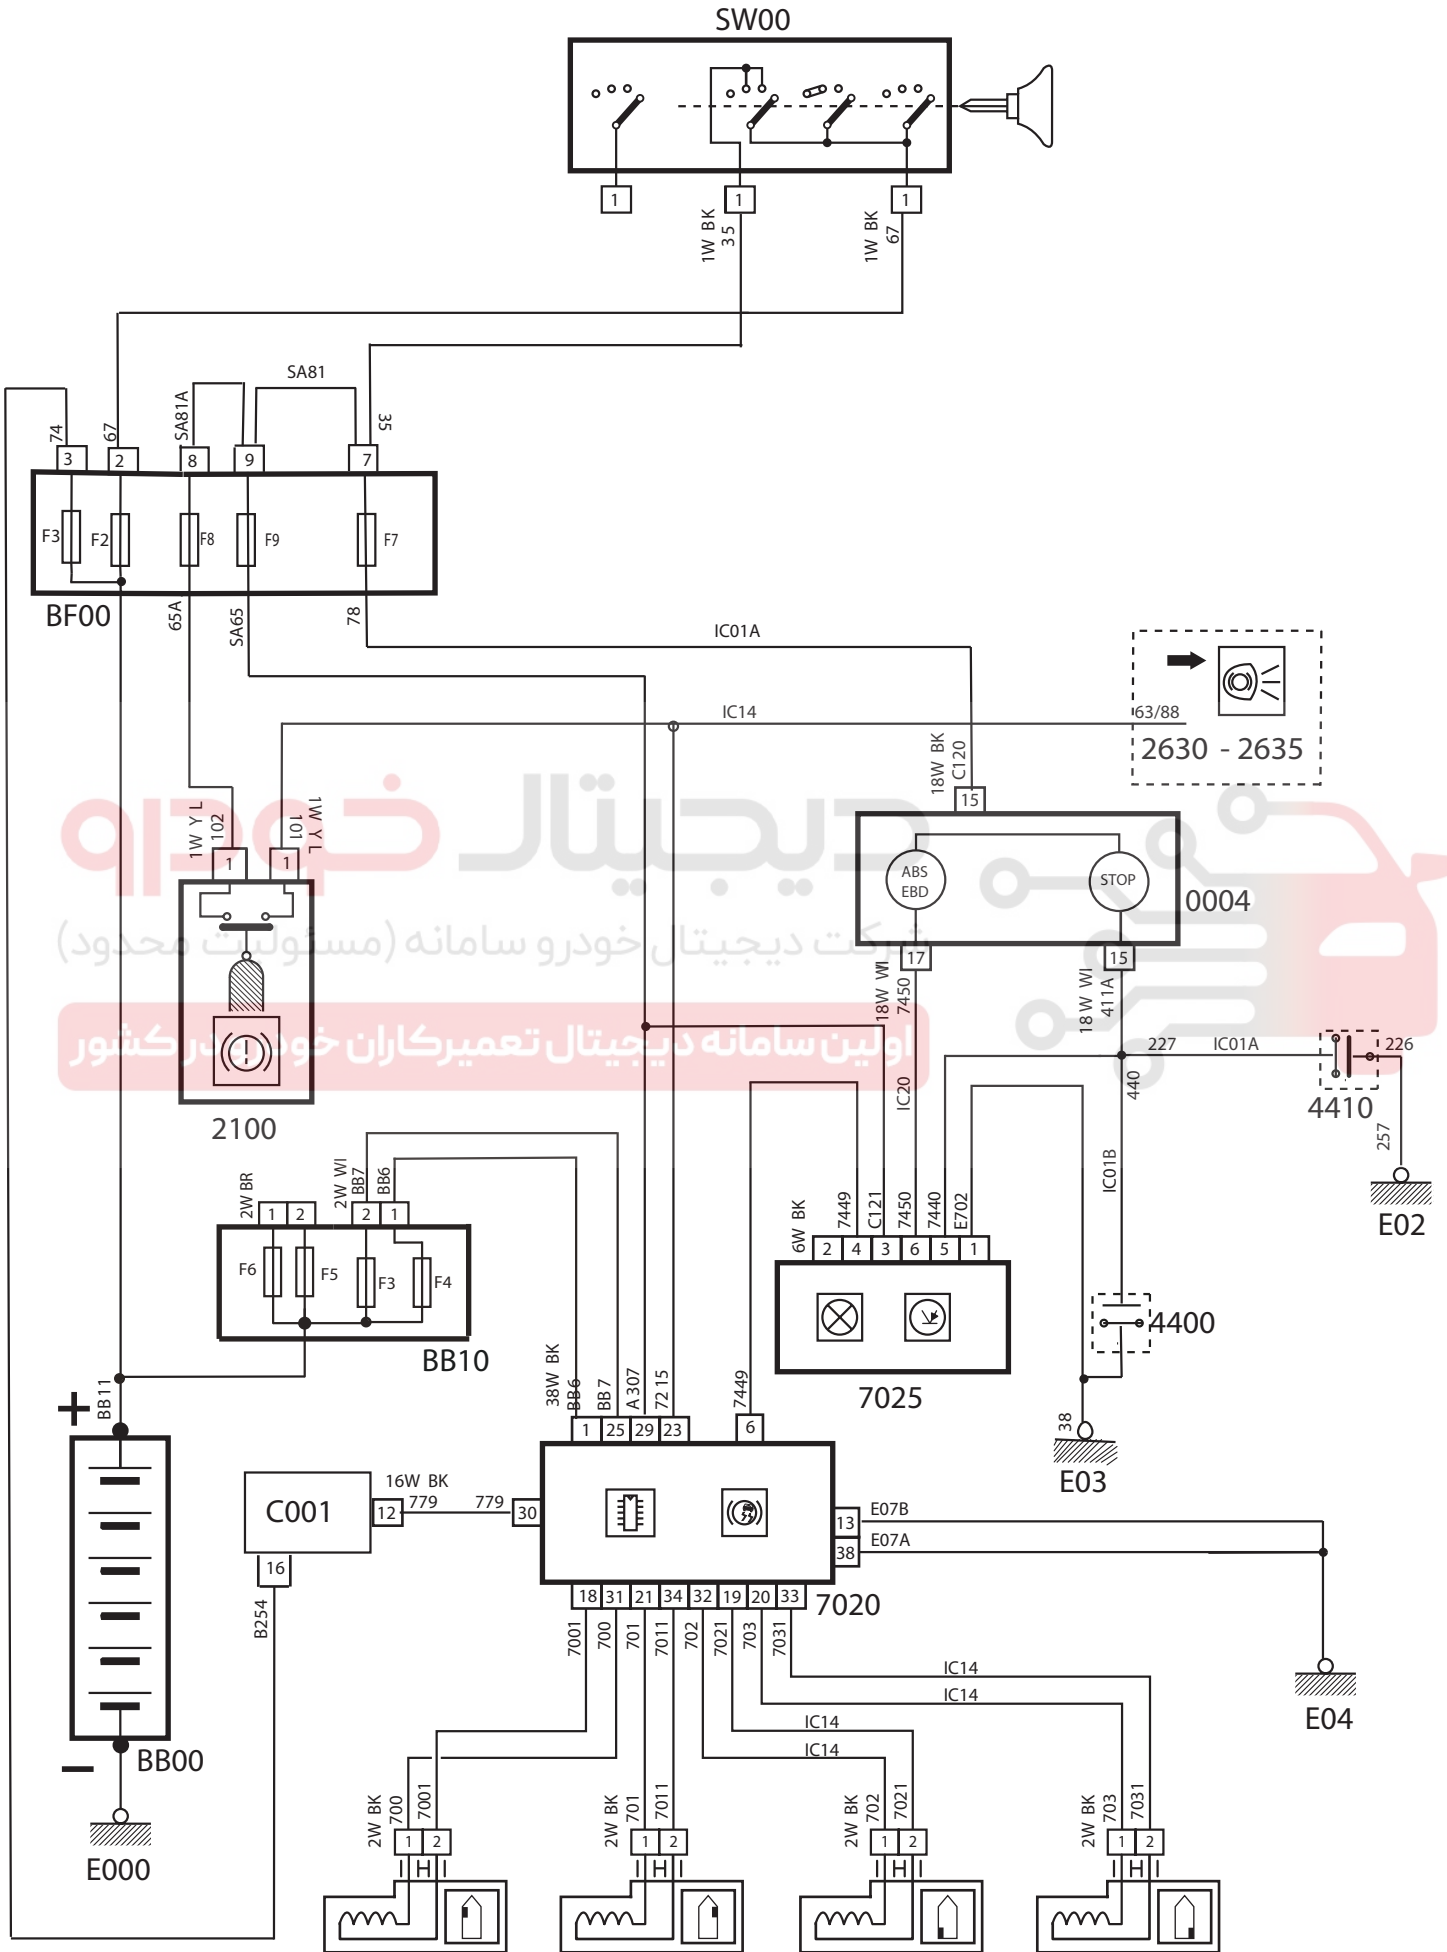 SW00
1
1
1
1W BK
35
1W BK
67
SA81
74
67
SA81A
35
3
2
8
9
7
F3
F2
F8
F9
F7
BF00
65A
SA65
78
IC01A
IC14
63/88
2630 - 2635
18W BK
C120
15
1W Y L
102
101
1W Y L
1
1
ABS
EBD
STOP
0004
دیجیتال خودرو
شرکت دیجیتال خودرو سامانه (مسئولیت محدود)
اولین سامانه دیجیتال تعمیرکاران خودرو در کشور
17
15
18W WI
7450
18 W WI
411A
2100
IC20
227
IC01A
226
440
4410
257
IC01B
E02
2W BR
2W WI
BB7
BB6
1
2
2
1
F6
F5
F3
F4
BB10
6W BK
7449
C121
7450
7440
E702
2
4
3
6
5
1
7025
4400
38
E03
BB11
+
38W BK
BB6
BB7
A307
7215
7449
1
25
29
23
6
C001
16W BK
12
779
779
30
16
B254
13
E07B
38
E07A
7020
18
31
21
34
32
19
20
33
7001
700
701
7011
702
7021
703
7031
IC14
IC14
IC14
IC14
E04
BB00
−
E000
2W BK
700
7001
1
2
2W BK
701
7011
1
2
2W BK
702
7021
1
2
2W BK
703
7031
1
2